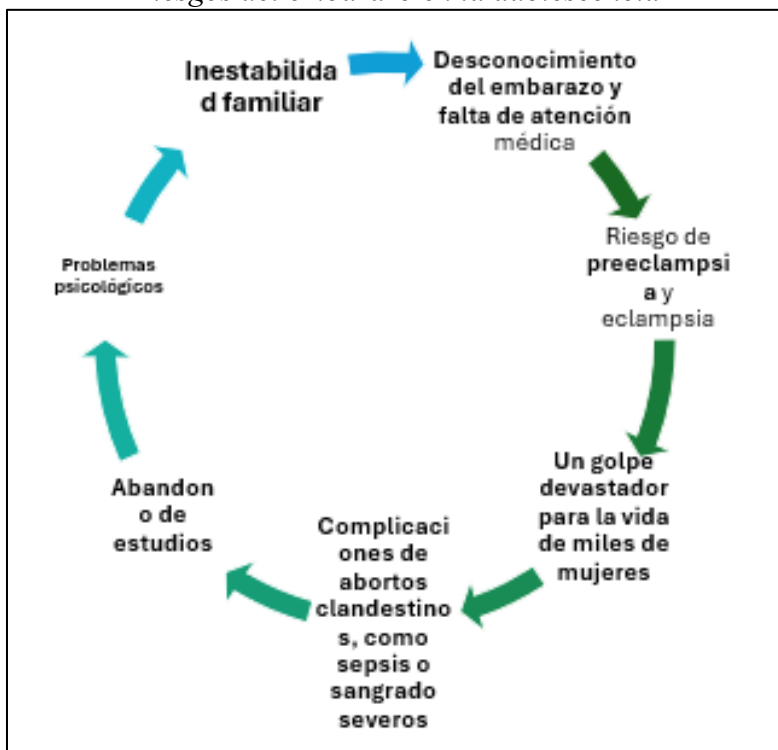 Inestabilida
d familiar
Desconocimiento
del embarazo y
falta de atención
médica
Riesgo de
preeclampsi
a y
eclampsia
Un golpe
devastador
para la vida
de miles de
mujeres
Complicaci
ones de
abortos
clandestino
s, como
sepsis o
sangrado
severos
Abandon
o de
estudios
Problemas
psicológicos